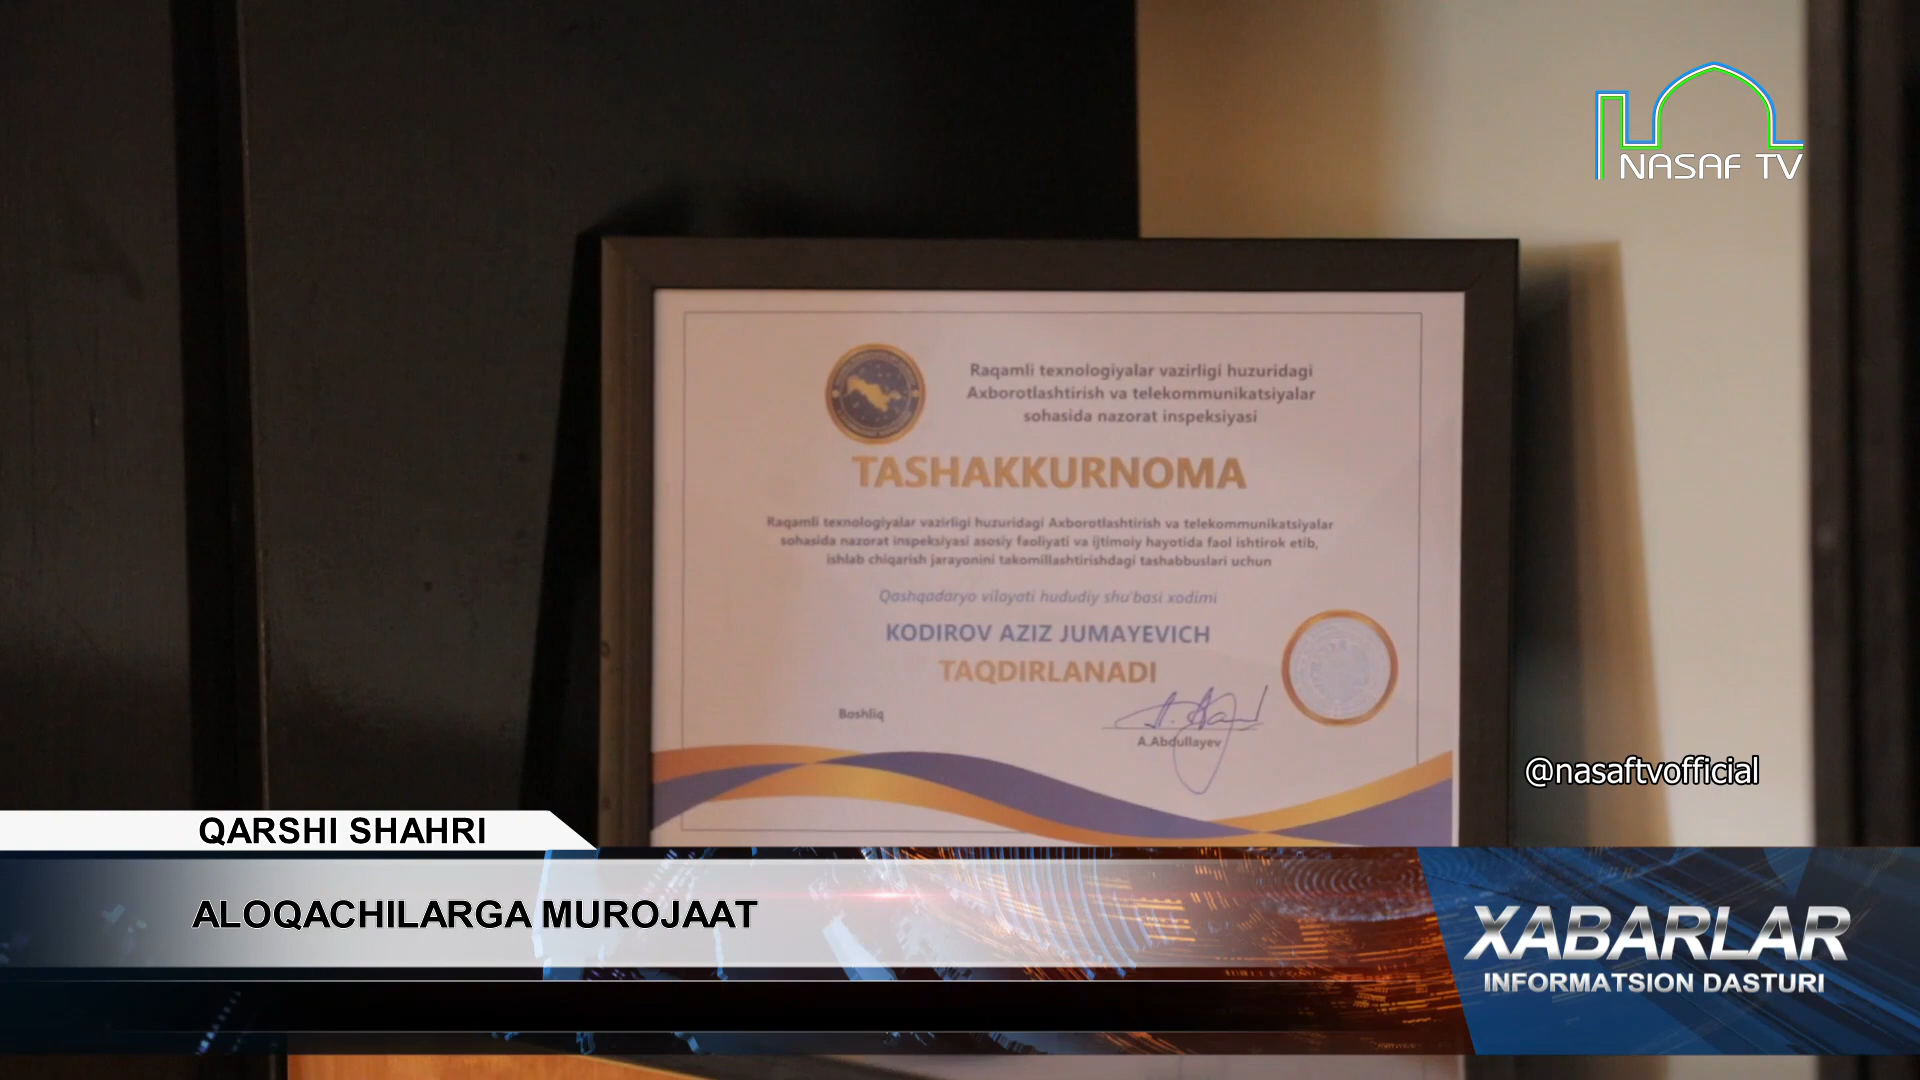 NASAF TV
Raqamli texnologiyalar vazirligi huzuridagi
Axborotlashtirish va telekommunikatsiyalar
sohasida nazorat inspeksiyasi
TASHAKKURNOMA
Raqamli texnologiyalar vazirligi huzuridagi Axborotlashtirish va telekommunikatsiyalar
sohasida nazorat inspeksiyasi asosiy faoliyati va ijtimoiy hayotida faol ishtirok etib,
ishlab chiqarish jarayonini takomillashtirishdagi tashabbuslari uchun
Qashqadaryo viloyati hududiy shu'basi xodimi
KODIROV AZIZ JUMAYEVICH
TAQDIRLANADI
Boshliq
A.Abdullayev
@nasaftvofficial
QARSHI SHAHRI
ALOQACHILARGA MUROJAAT
XABARLAR
INFORMATSION DASTURI